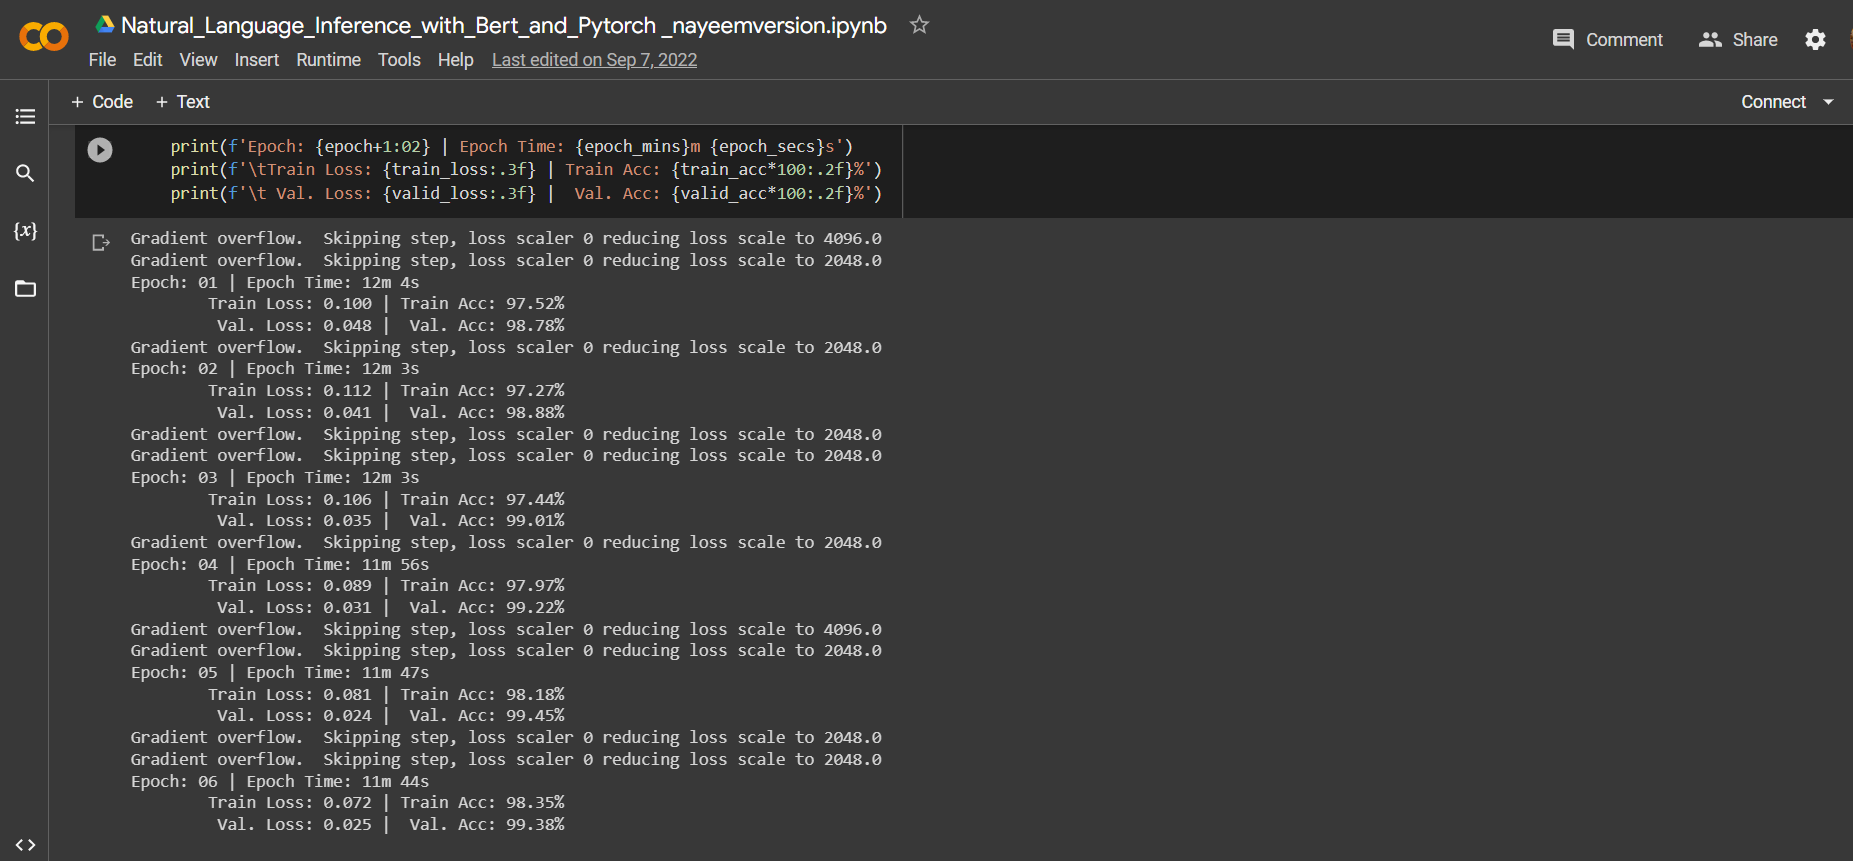 Natural_Language_Inference_with_Bert_and_Pytorch _nayeemversion.ipynb
Comment Share
File Edit View Insert Runtime Tools Help Last edited on Sep 7, 2022
+ Code + Text
Connect
print(f'Epoch: {epoch+1:02} | Epoch Time: {epoch_mins}m {epoch_secs}s')
print(f'\tTrain Loss: {train_loss:.3f} | Train Acc: {train_acc*100:.2f}%')
print(f'\t Val. Loss: {valid_loss:.3f} |  Val. Acc: {valid_acc*100:.2f}%')
{x}
Gradient overflow.  Skipping step, loss scaler 0 reducing loss scale to 4096.0
Gradient overflow.  Skipping step, loss scaler 0 reducing loss scale to 2048.0
Epoch: 01 | Epoch Time: 12m 4s
Train Loss: 0.100 | Train Acc: 97.52%
Val. Loss: 0.048 |  Val. Acc: 98.78%
Gradient overflow.  Skipping step, loss scaler 0 reducing loss scale to 2048.0
Epoch: 02 | Epoch Time: 12m 3s
Train Loss: 0.112 | Train Acc: 97.27%
Val. Loss: 0.041 |  Val. Acc: 98.88%
Gradient overflow.  Skipping step, loss scaler 0 reducing loss scale to 2048.0
Gradient overflow.  Skipping step, loss scaler 0 reducing loss scale to 2048.0
Epoch: 03 | Epoch Time: 12m 3s
Train Loss: 0.106 | Train Acc: 97.44%
Val. Loss: 0.035 |  Val. Acc: 99.01%
Gradient overflow.  Skipping step, loss scaler 0 reducing loss scale to 2048.0
Epoch: 04 | Epoch Time: 11m 56s
Train Loss: 0.089 | Train Acc: 97.97%
Val. Loss: 0.031 |  Val. Acc: 99.22%
Gradient overflow.  Skipping step, loss scaler 0 reducing loss scale to 4096.0
Gradient overflow.  Skipping step, loss scaler 0 reducing loss scale to 2048.0
Epoch: 05 | Epoch Time: 11m 47s
Train Loss: 0.081 | Train Acc: 98.18%
Val. Loss: 0.024 |  Val. Acc: 99.45%
Gradient overflow.  Skipping step, loss scaler 0 reducing loss scale to 2048.0
Gradient overflow.  Skipping step, loss scaler 0 reducing loss scale to 2048.0
Epoch: 06 | Epoch Time: 11m 44s
Train Loss: 0.072 | Train Acc: 98.35%
Val. Loss: 0.025 |  Val. Acc: 99.38%